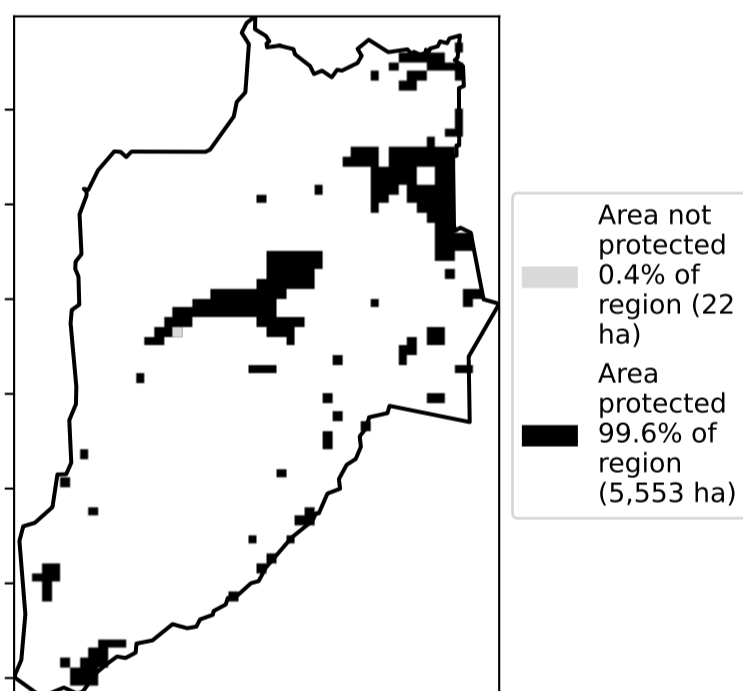 Area not
protected
0.4% of
region (22
ha)
Area
protected
99.6% of
region
(5,553 ha)